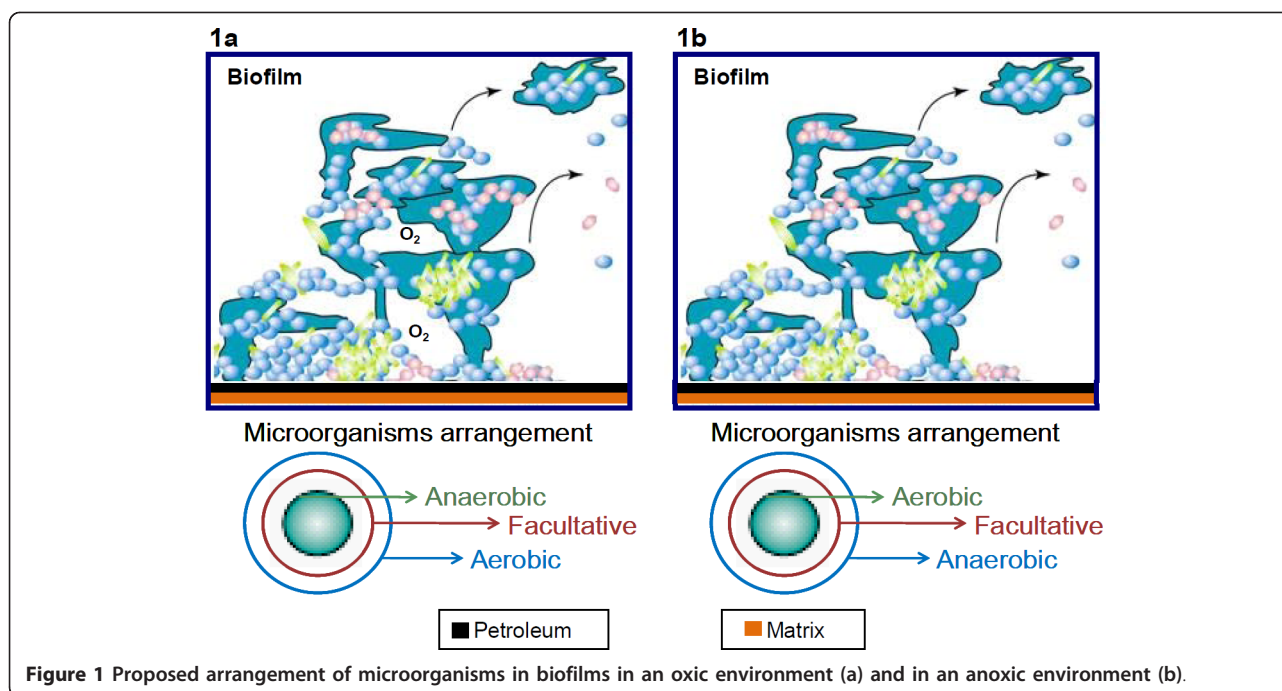 1a
Biofilm
O2
O2
Microorganisms arrangement
Anaerobic
Facultative
Aerobic
1b
Biofilm
Microorganisms arrangement
Aerobic
Facultative
Anaerobic
Petroleum
Matrix
Figure 1 Proposed arrangement of microorganisms in biofilms in an oxic environment (a) and in an anoxic environment (b).